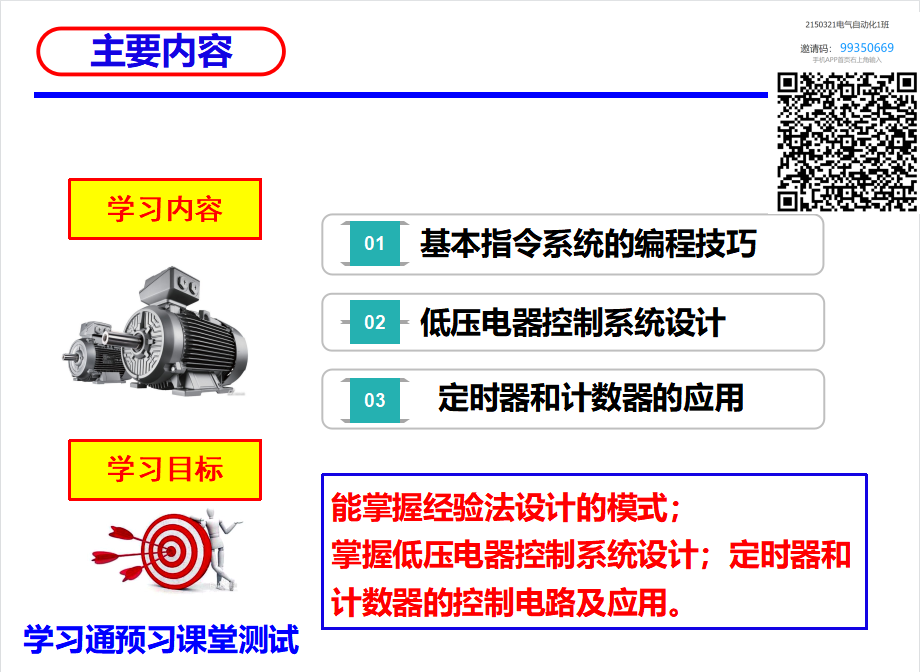 主要内容
2150321电气自动化1班
邀请码： 99350669
手机APP首页右上角输入
学习内容
01 基本指令系统的编程技巧
02 低压电器控制系统设计
03 定时器和计数器的应用
学习目标
能掌握经验法设计的模式；
掌握低压电器控制系统设计；定时器和
计数器的控制电路及应用。
学习通预习课堂测试